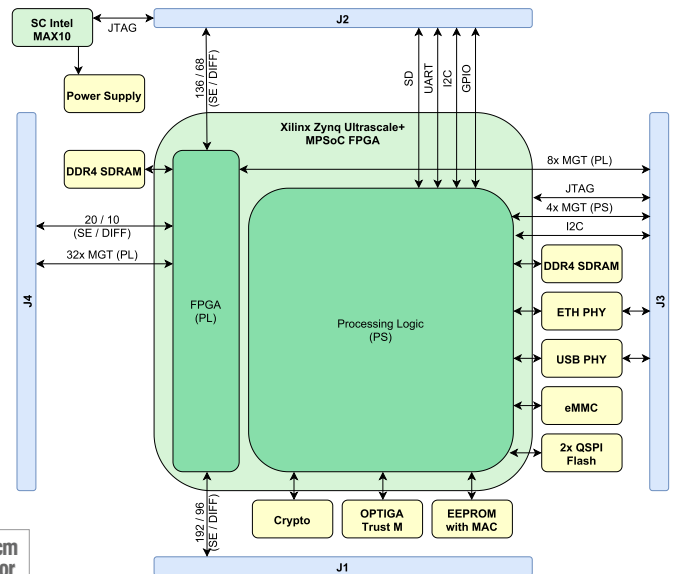 SC Intel
MAX10
JTAG
J2
Power Supply
136 / 68
(SE / DIFF)
SD
UART
I2C
GPIO
Xilinx Zynq Ultrascale+
MPSoC FPGA
DDR4 SDRAM
8x MGT (PL)
JTAG
4x MGT (PS)
I2C
20 / 10
(SE / DIFF)
32x MGT (PL)
DDR4 SDRAM
J4
FPGA
(PL)
Processing Logic
(PS)
ETH PHY
J3
USB PHY
eMMC
2x QSPI
Flash
192 / 96
(SE / DIFF)
Crypto
OPTIGA
Trust M
EEPROM
with MAC
cm
or
J1